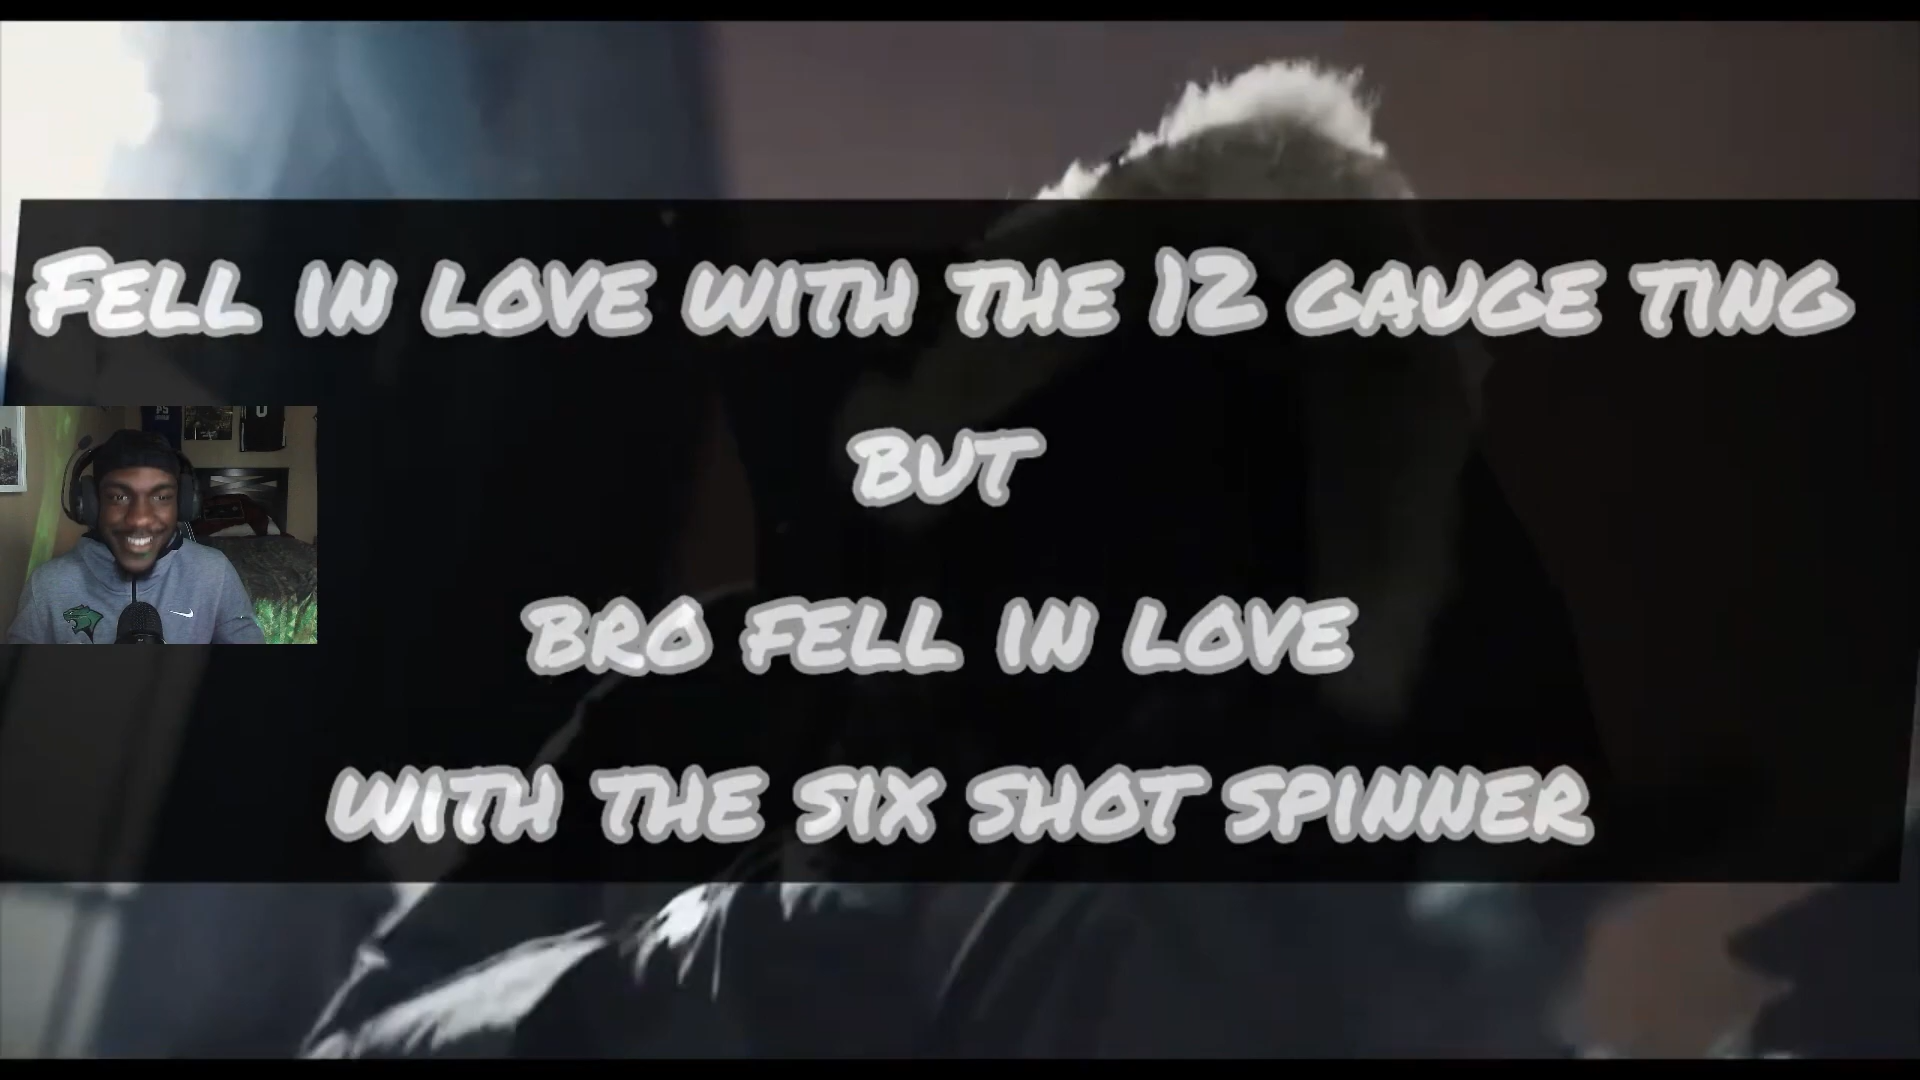 FELL IN LOVE WITH THE 12 GAUGE TING
BUT
BRO FELL IN LOVE
WITH THE SIX SHOT SPINNER